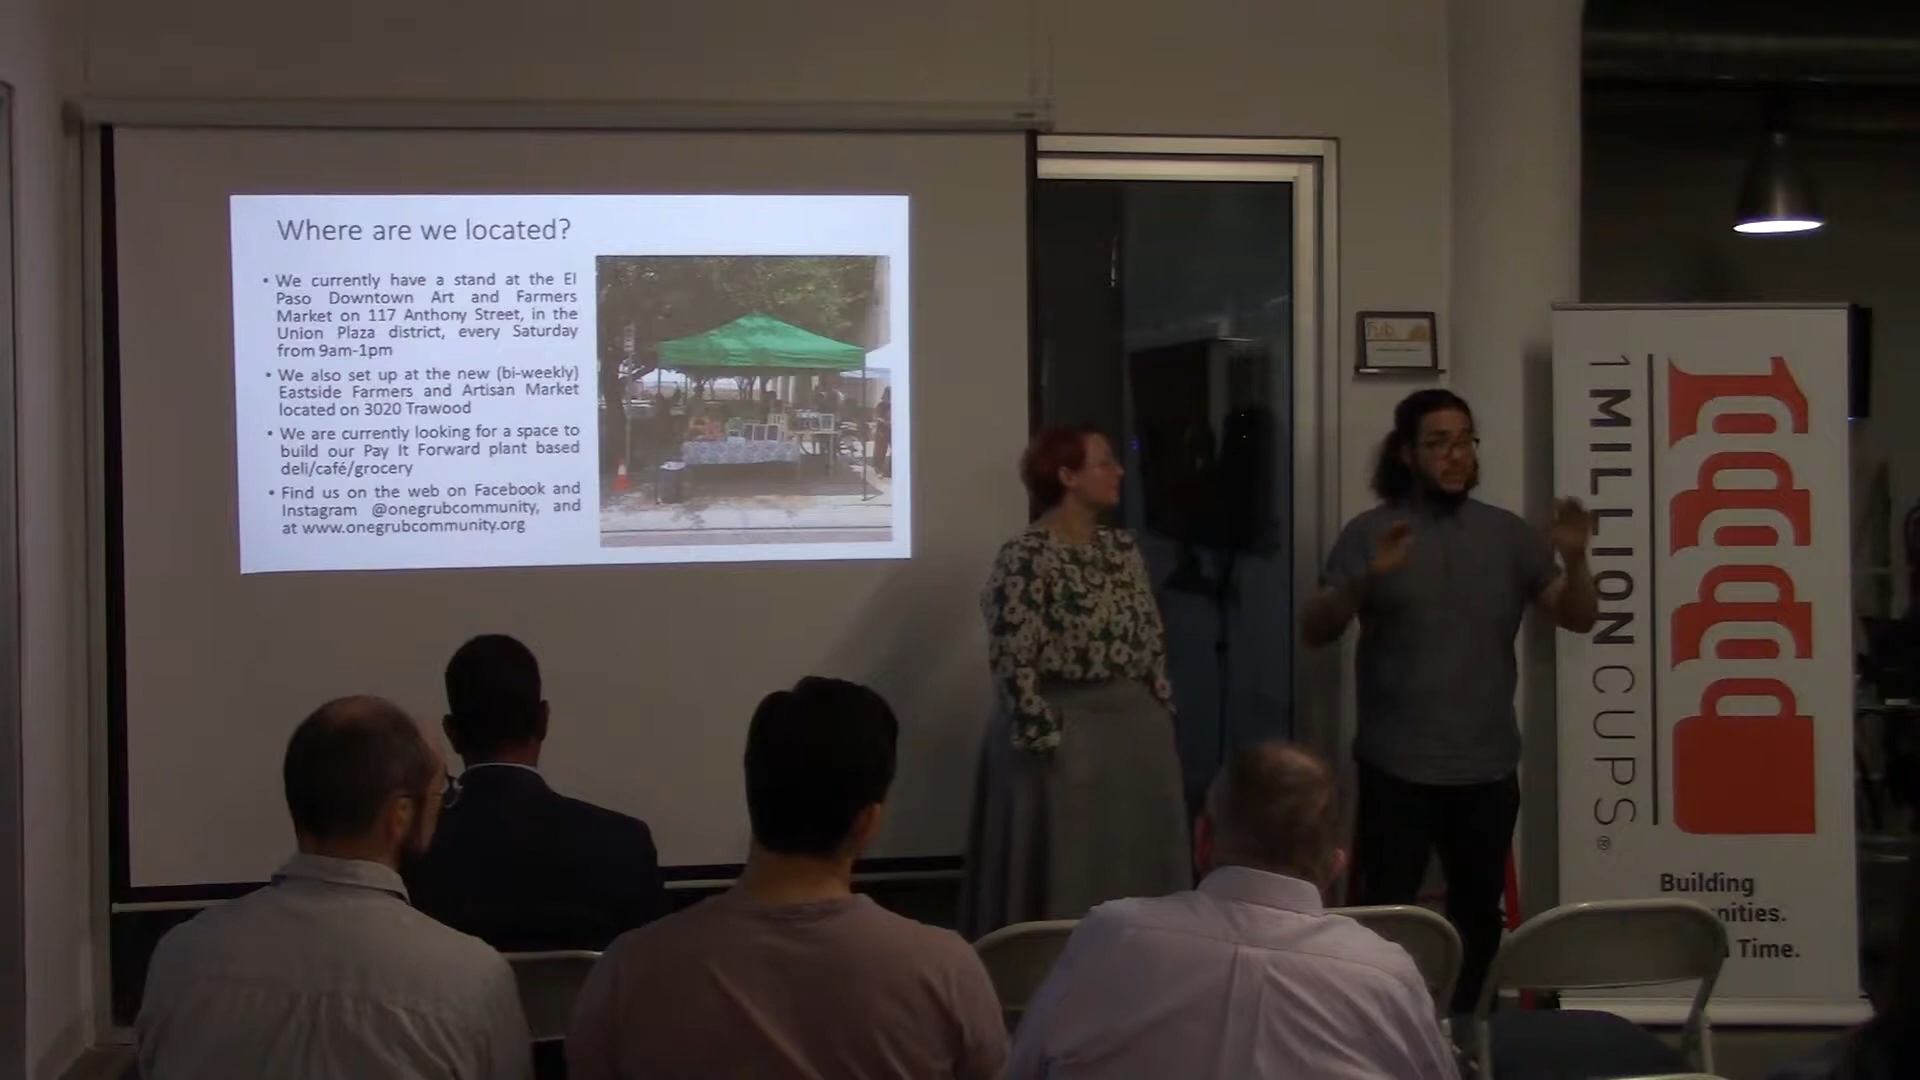 Where are we located?
• We currently have a stand at the El
Paso Downtown Art and Farmers
Market on 117 Anthony Street, in the
Union Plaza district, every Saturday
from 9am-1pm
• We also set up at the new (bi-weekly)
Eastside Farmers and Artisan Market
located on 3020 Trawood
• We are currently looking for a space to
build our Pay It Forward plant based
deli/café/grocery
• Find us on the web on Facebook and
Instagram @onegrubcommunity, and
at www.onegrubcommunity.org
1 MILLION CUPS®
Building
Time.